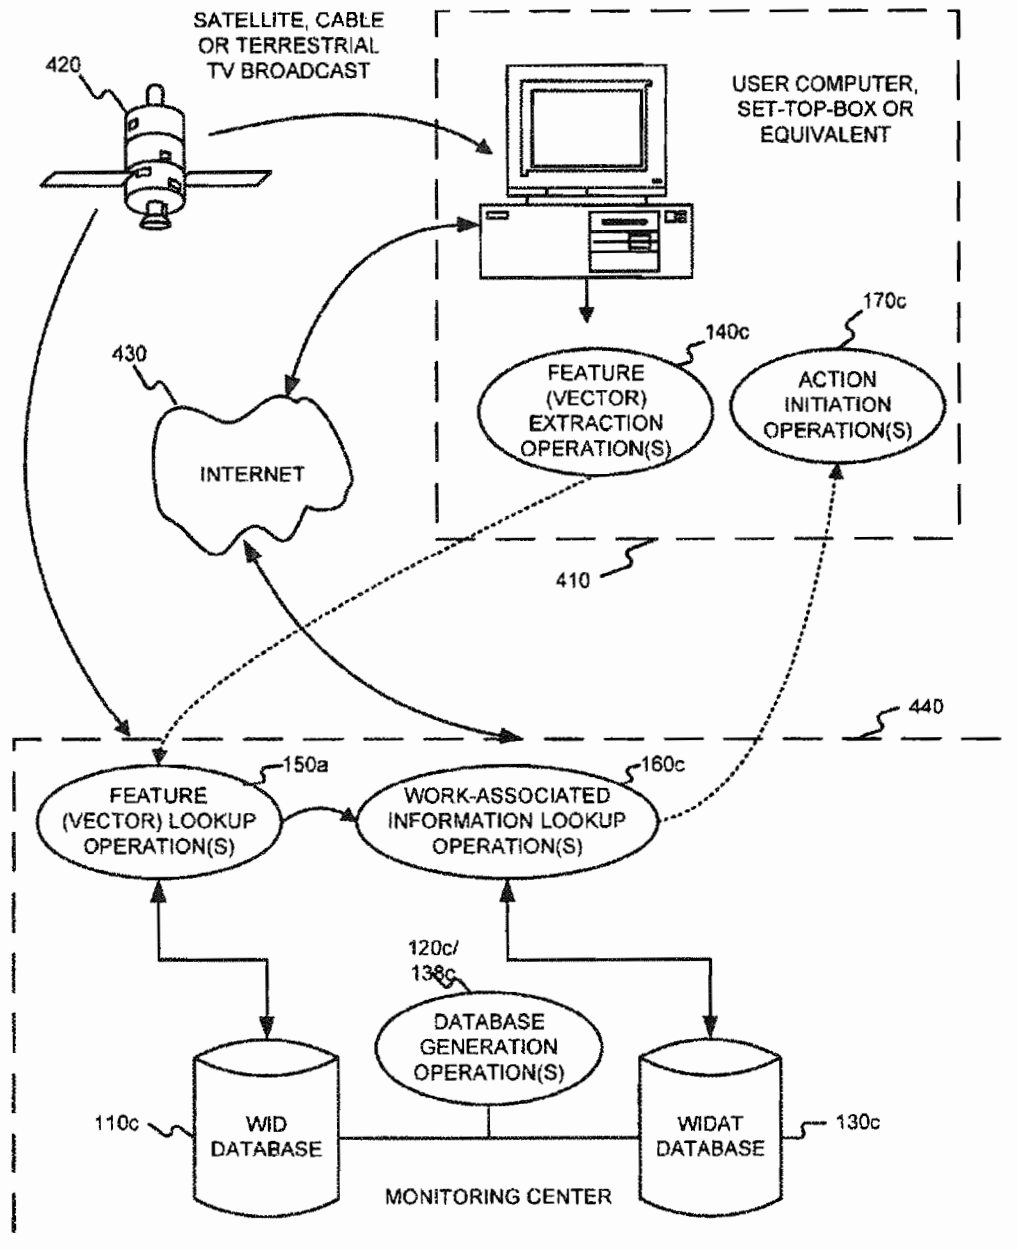 SATELLITE, CABLE
OR TERRESTRIAL
TV BROADCAST
420
USER COMPUTER,
SET-TOP-BOX OR
EQUIVALENT
170c
140c
430
FEATURE
(VECTOR)
EXTRACTION
OPERATION(S)
ACTION
INITIATION
OPERATION(S)
INTERNET
410
440
150a
160c
FEATURE
(VECTOR) LOOKUP
OPERATION(S)
WORK-ASSOCIATED
INFORMATION LOOKUP
OPERATION(S)
120c/
138c
DATABASE
GENERATION
OPERATION(S)
110c
WID
DATABASE
WIDAT
DATABASE
130c
MONITORING CENTER